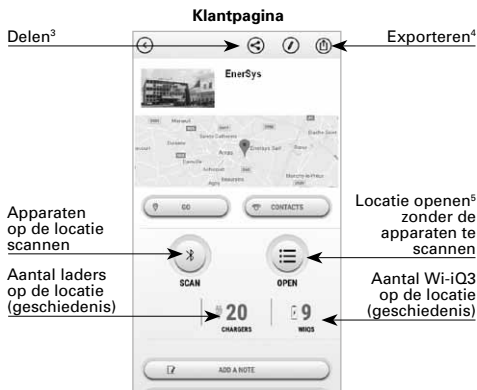 Klantpagina
Delen³
Exporteren⁴
EnerSys
GO
CONTACTS
Apparaten
op de locatie
scannen
Locatie openen⁵
zonder de
apparaten te
scannen
SCAN
OPEN
Aantal laders
op de locatie
(geschiedenis)
20
CHARGERS
9
WIIQS
Aantal Wi-iQ3
op de locatie
(geschiedenis)
ADD A NOTE